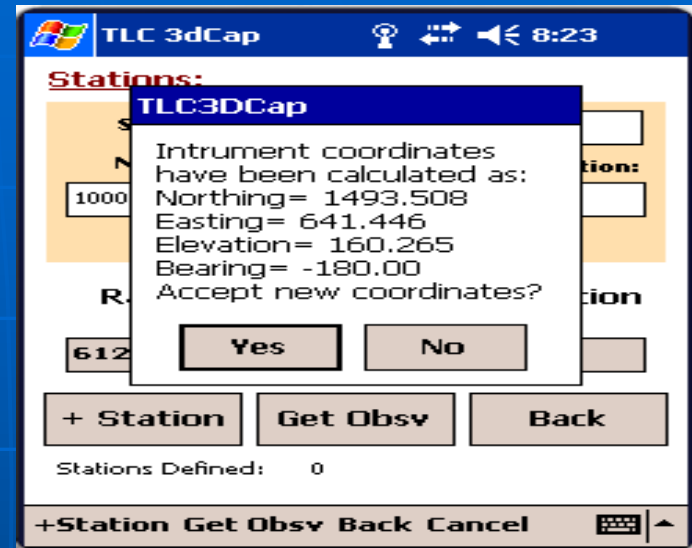 TLC 3dCap 8:23
Stations:
TLC3DCap
Intrument coordinates
have been calculated as:
Northing= 1493.508
Easting= 641.446
Elevation= 160.265
Bearing= -180.00
Accept new coordinates?
Yes No
1000
612
+ Station Get Obsv Back
Stations Defined: 0
+Station Get Obsv Back Cancel